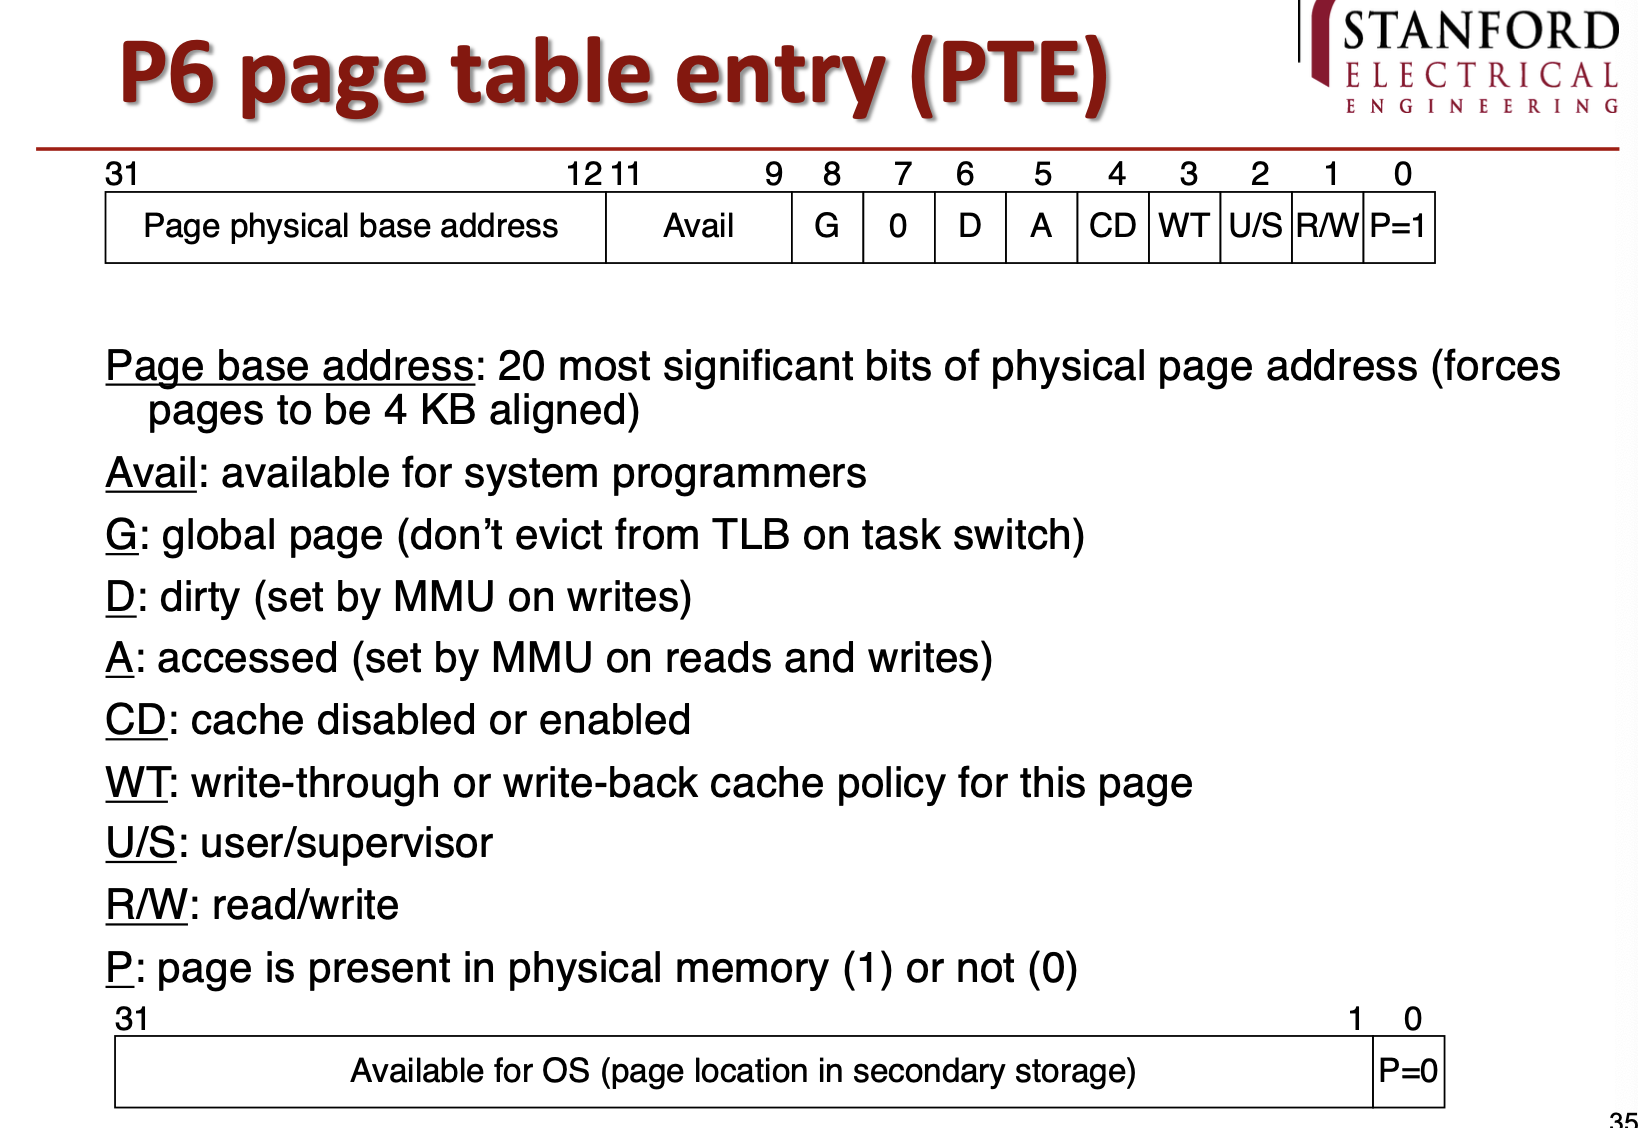 P6 page table entry (PTE)
STANFORD
ELECTRICAL
ENGINEERING
31 12 11 9 8 7 6 5 4 3 2 1 0
Page physical base address Avail G 0 D A CD WT U/S R/W P=1
Page base address: 20 most significant bits of physical page address (forces
pages to be 4 KB aligned)
Avail: available for system programmers
G: global page (don’t evict from TLB on task switch)
D: dirty (set by MMU on writes)
A: accessed (set by MMU on reads and writes)
CD: cache disabled or enabled
WT: write-through or write-back cache policy for this page
U/S: user/supervisor
R/W: read/write
P: page is present in physical memory (1) or not (0)
31 1 0
Available for OS (page location in secondary storage) P=0
35